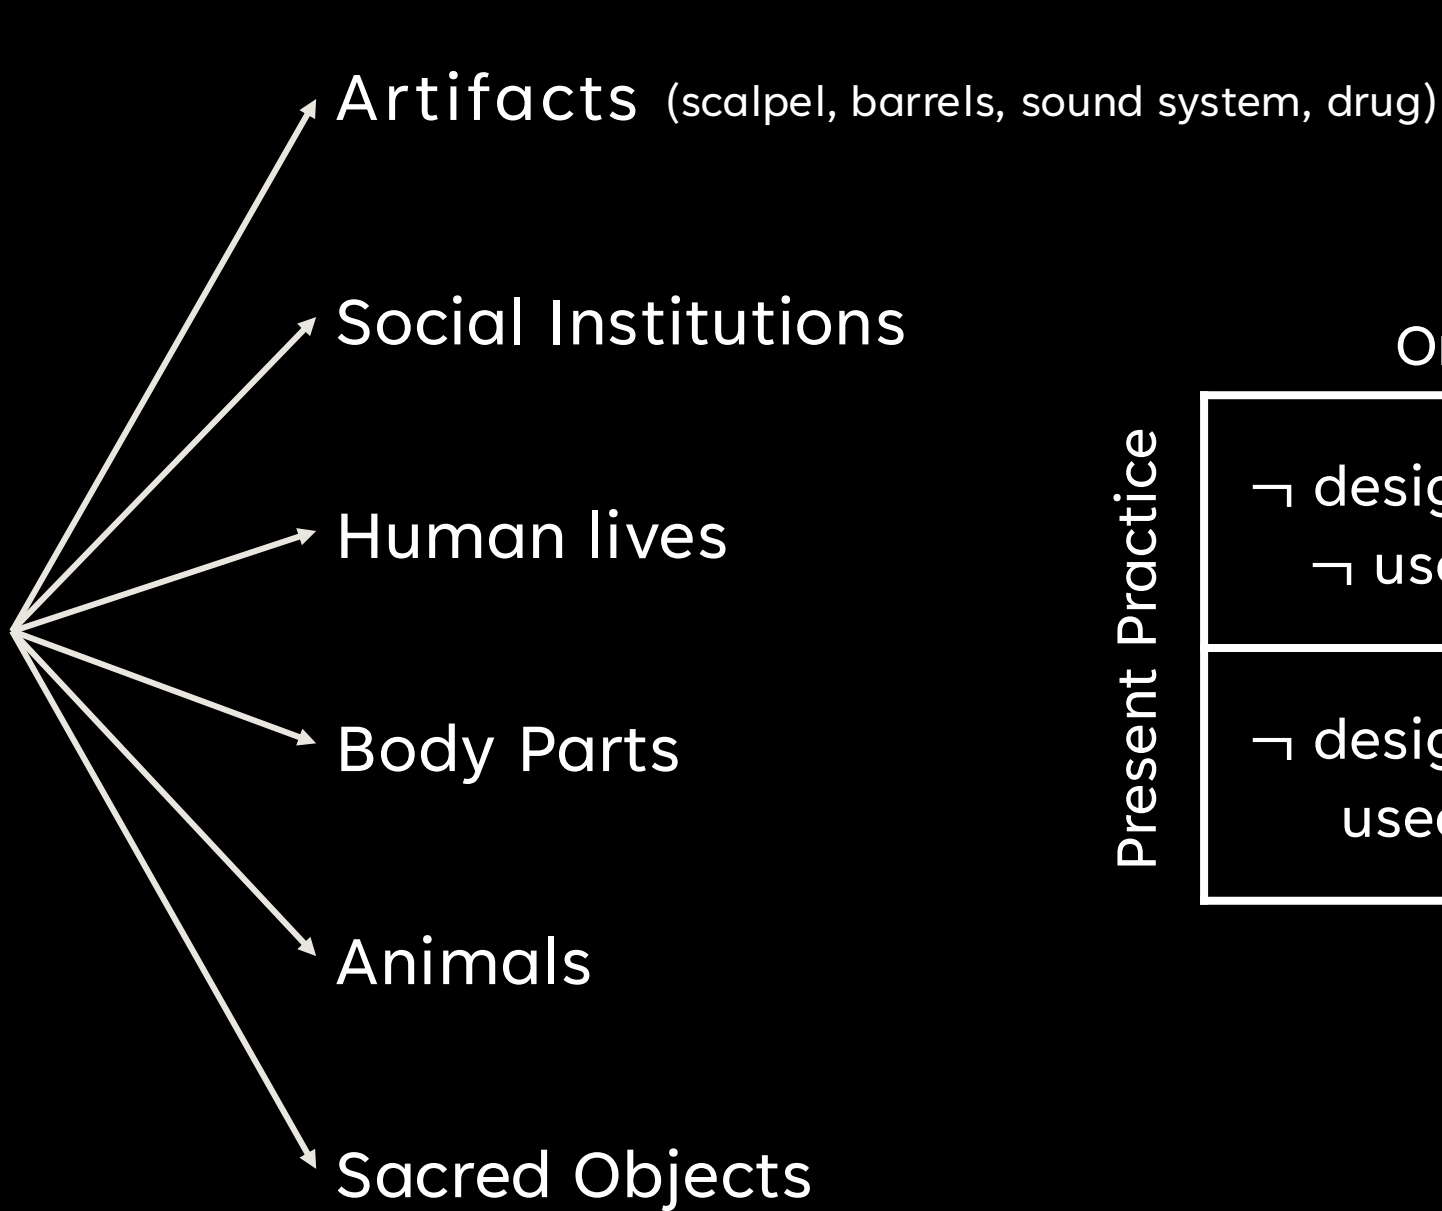 Artifacts (scalpel, barrels, sound system, drug)
Social Institutions
Human lives
Body Parts
Animals
Sacred Objects
Present Practice
¬
¬
¬